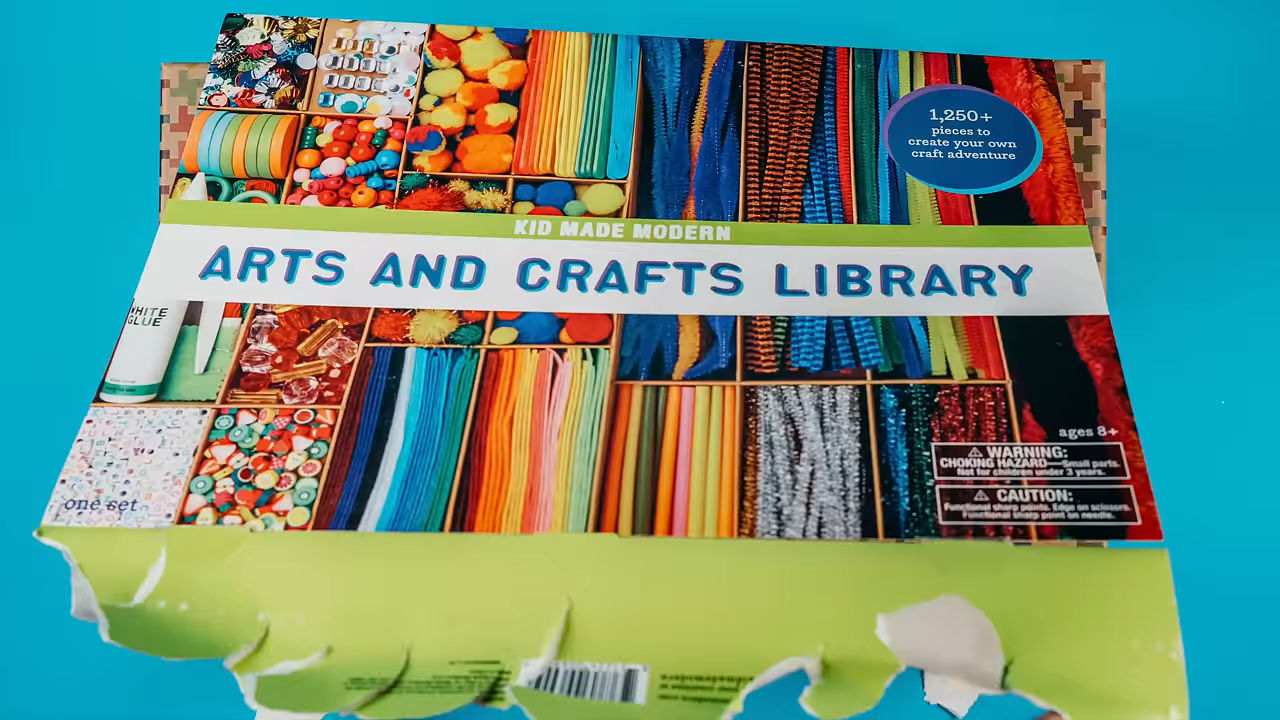 1,250+
pieces to
create your own
craft adventure
KID MADE MODERN
ARTS AND CRAFTS LIBRARY
WHITE
GLUE
one set
ages 8+
⚠ WARNING:
CHOKING HAZARD—Small parts.
Not for children under 3 years.
⚠ CAUTION:
Functional sharp points. Edge on scissors.
Functional sharp point on needle.